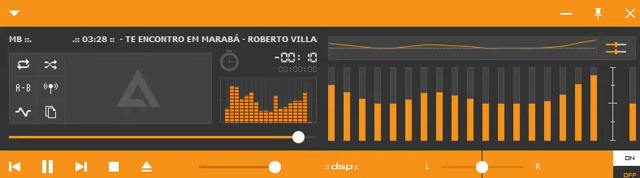 MB ::. .:: 03:28 :: - TE ENCONTRO EM MARABÁ - ROBERTO VILLA
-00:10
00:00:00
A-B
dsp
L R
ON
OFF